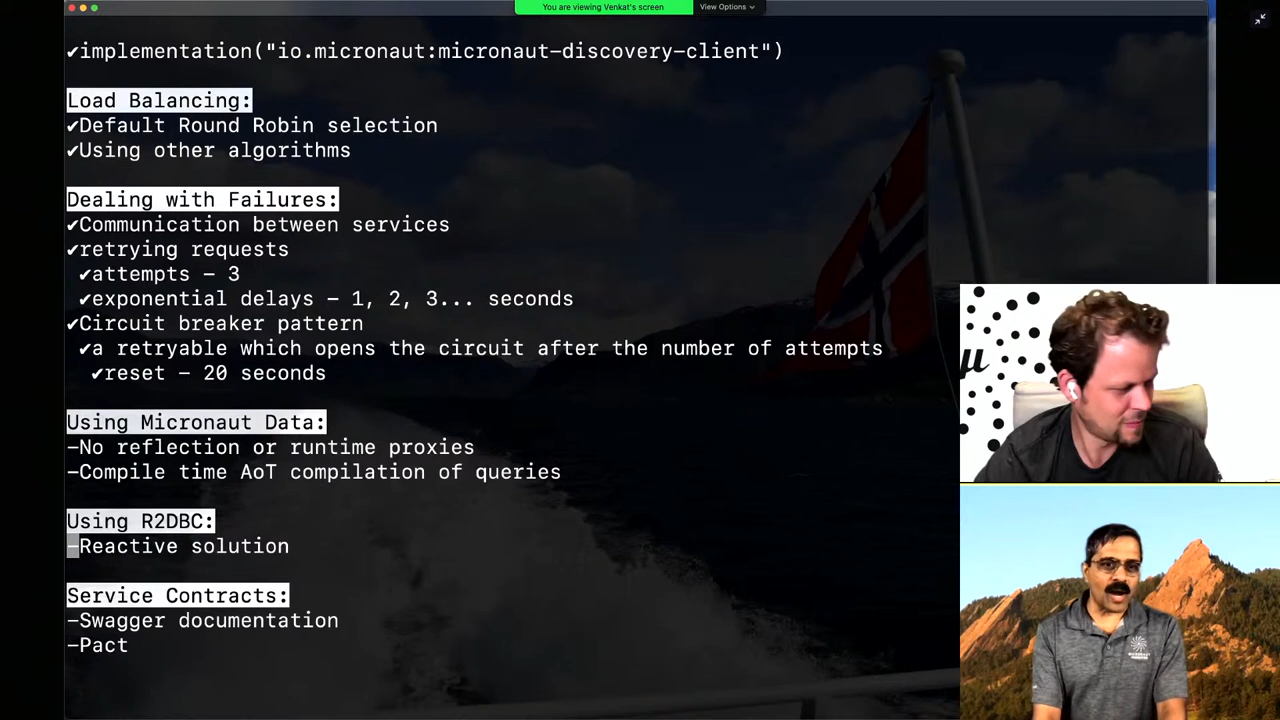 You are viewing Venkat's screen
View Options
✔implementation("io.micronaut:micronaut-discovery-client")
Load Balancing:
✔Default Round Robin selection
✔Using other algorithms
Dealing with Failures:
✔Communication between services
✔retrying requests
✔attempts - 3
✔exponential delays - 1, 2, 3... seconds
✔Circuit breaker pattern
✔a retryable which opens the circuit after the number of attempts
✔reset - 20 seconds
Using Micronaut Data:
-No reflection or runtime proxies
-Compile time AoT compilation of queries
Using R2DBC:
-Reactive solution
Service Contracts:
-Swagger documentation
-Pact
μ